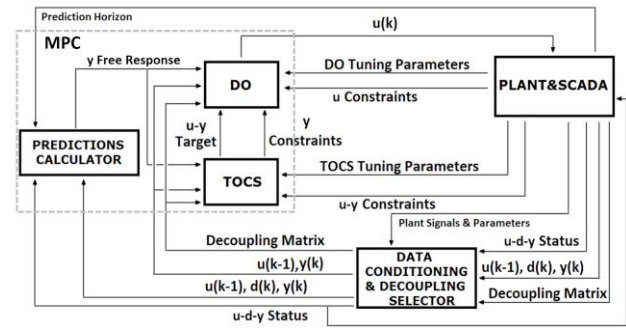 Prediction Horizon
u(k)
MPC
y Free Response
DO
DO Tuning Parameters
PLANT&SCADA
u Constraints
u-y
Target
y
Constraints
PREDICTIONS
CALCULATOR
TOCS
TOCS Tuning Parameters
u-y Constraints
Plant Signals & Parameters
Decoupling Matrix
u-d-y Status
DATA
CONDITIONING
& DECOUPLING
SELECTOR
u(k-1),y(k)
u(k-1), d(k), y(k)
u(k-1), d(k), y(k)
Decoupling Matrix
u-d-y Status